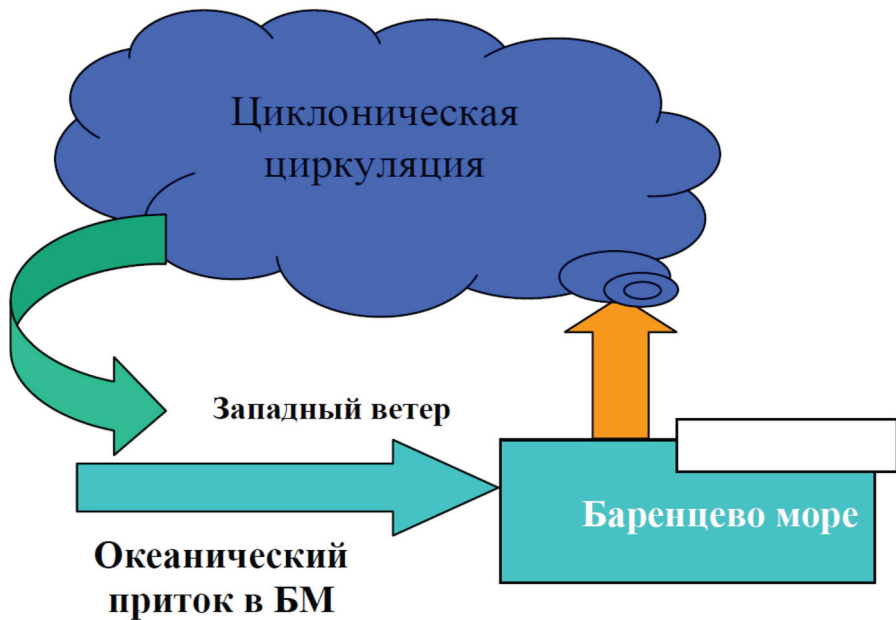 Циклоническая
циркуляция
Западный ветер
Баренцево море
Океанический
приток в БМ